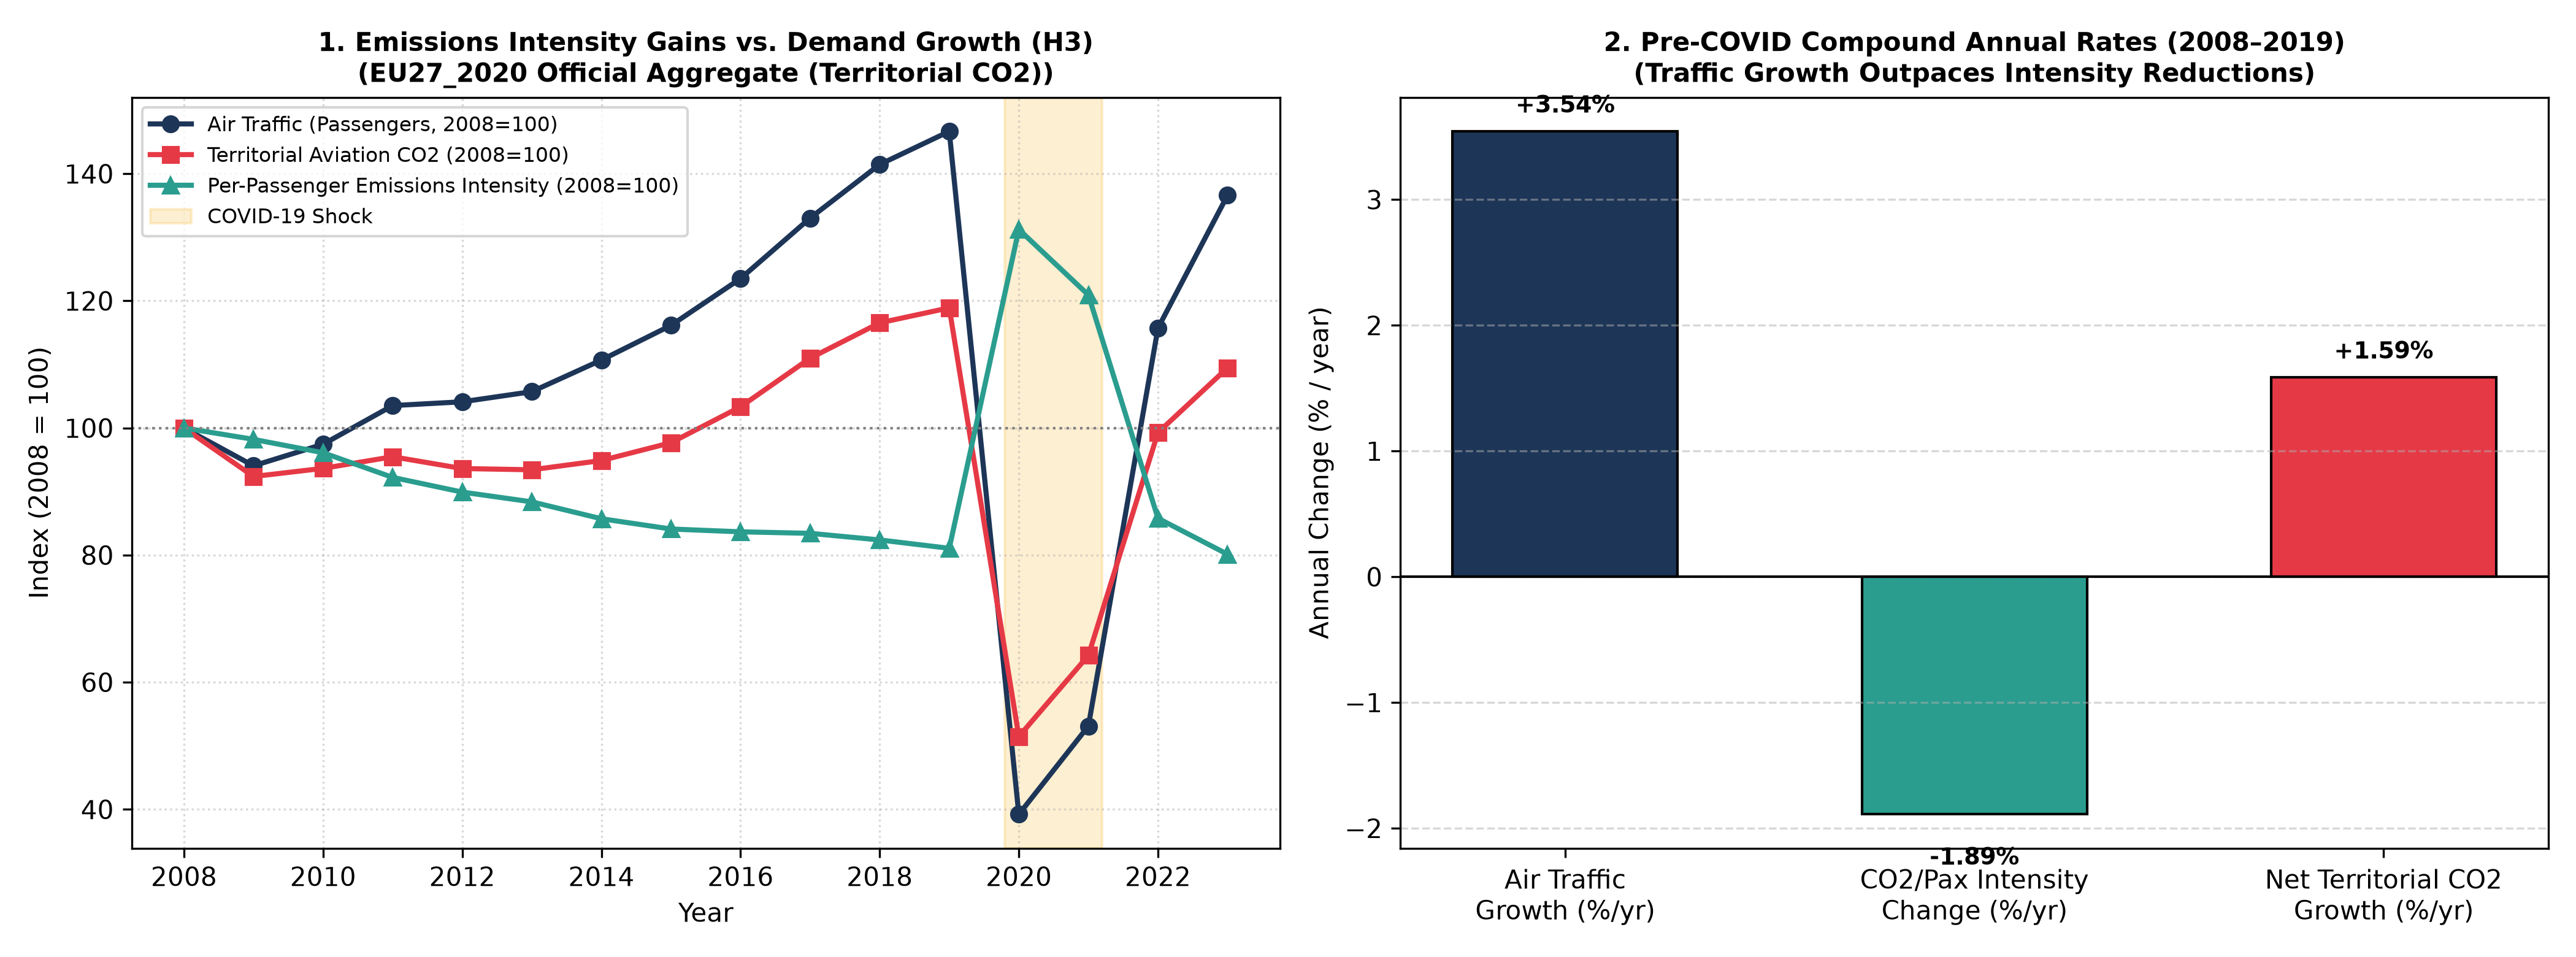 1. Emissions Intensity Gains vs. Demand Growth (H3)
(EU27_2020 Official Aggregate (Territorial CO2))
Air Traffic (Passengers, 2008=100)
Territorial Aviation CO2 (2008=100)
Per-Passenger Emissions Intensity (2008=100)
COVID-19 Shock
Index (2008 = 100)
140
120
100
80
60
40
2008
2010
2012
2014
2016
2018
2020
2022
Year
2. Pre-COVID Compound Annual Rates (2008–2019)
(Traffic Growth Outpaces Intensity Reductions)
+3.54%
+1.59%
-1.89%
Annual Change (% / year)
3
2
1
0
−1
−2
Air Traffic
Growth (%/yr)
CO2/Pax Intensity
Change (%/yr)
Net Territorial CO2
Growth (%/yr)